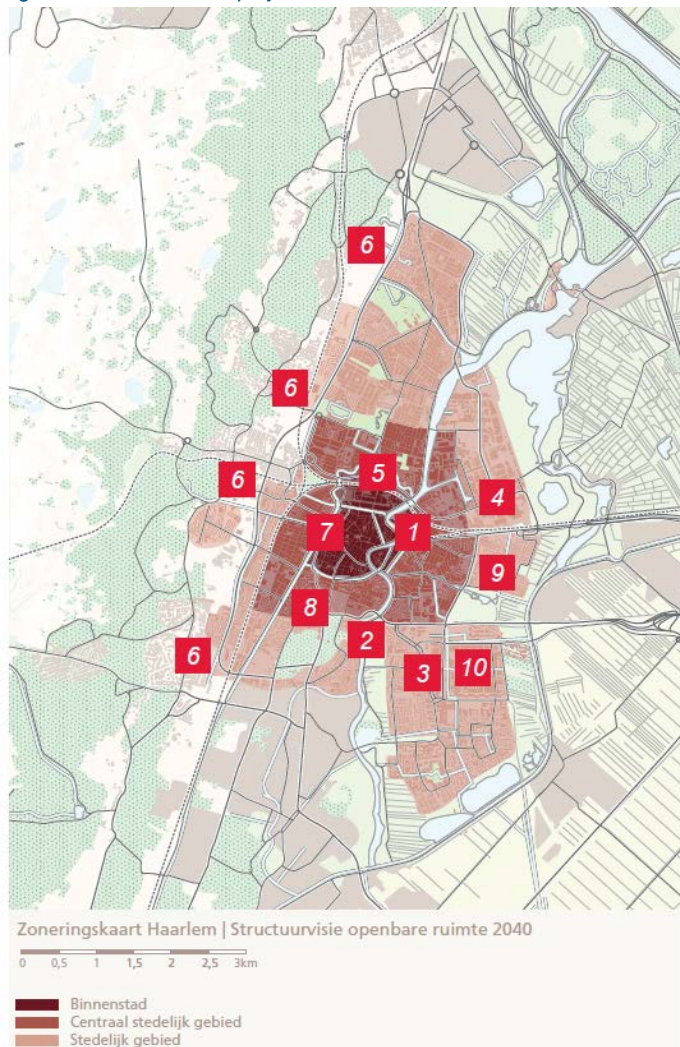 6
6
6
5
4
7
1
9
8
2
6
3
10
Zoneringskaart Haarlem | Structuurvisie openbare ruimte 2040
0 0,5 1 1,5 2 2,5 3km
Binnenstad
Centraal stedelijk gebied
Stedelijk gebied